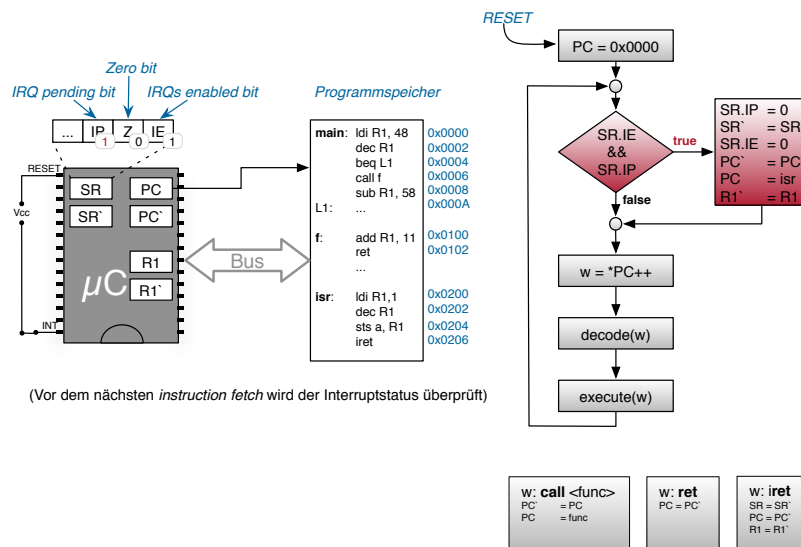 RESET
PC = 0x0000
Zero bit
IRQ pending bit
IRQs enabled bit
Programmspeicher
... IP Z IE
1 0 1
main: ldi R1, 48 0x0000
dec R1 0x0002
beq L1 0x0004
call f 0x0006
sub R1, 58 0x0008
L1: ... 0x000A
f: add R1, 11 0x0100
ret 0x0102
...
isr: ldi R1,1 0x0200
dec R1 0x0202
sts a, R1 0x0204
iret 0x0206
RESET
Vcc
INT
SR PC
SR` PC`
R1
R1`
µC
Bus
SR.IE
&&
SR.IP
true
false
SR.IP = 0
SR` = SR
SR.IE = 0
PC` = PC
PC = isr
R1` = R1
w = *PC++
decode(w)
execute(w)
(Vor dem nächsten instruction fetch wird der Interruptstatus überprüft)
w: call <func>
PC` = PC
PC = func
w: ret
PC = PC`
w: iret
SR = SR`
PC = PC`
R1 = R1`